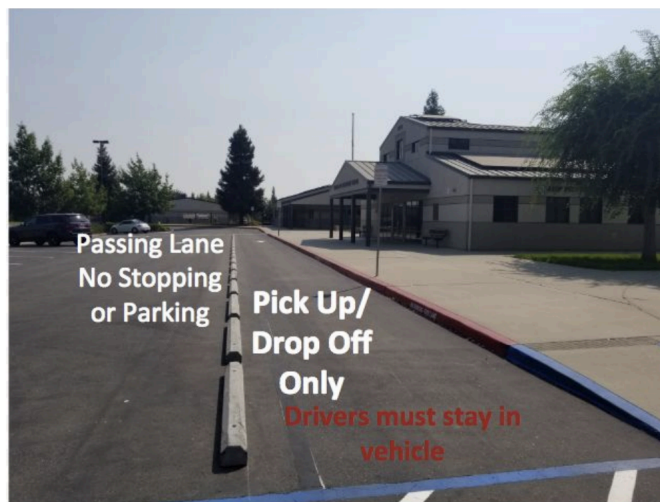 Passing Lane
No Stopping
or Parking
Pick Up/
Drop Off
Only
Drivers must stay in
vehicle